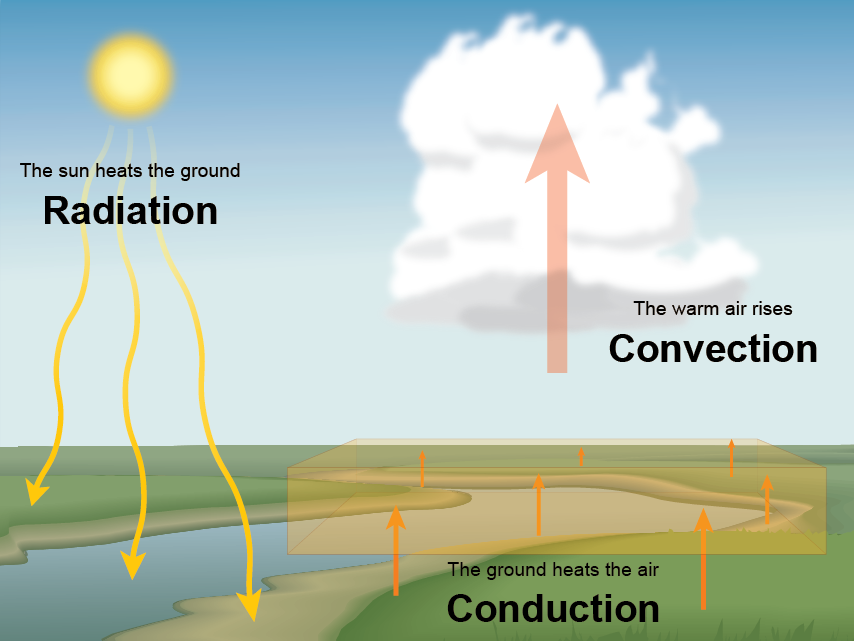 The sun heats the ground
Radiation
The warm air rises
Convection
The ground heats the air
Conduction